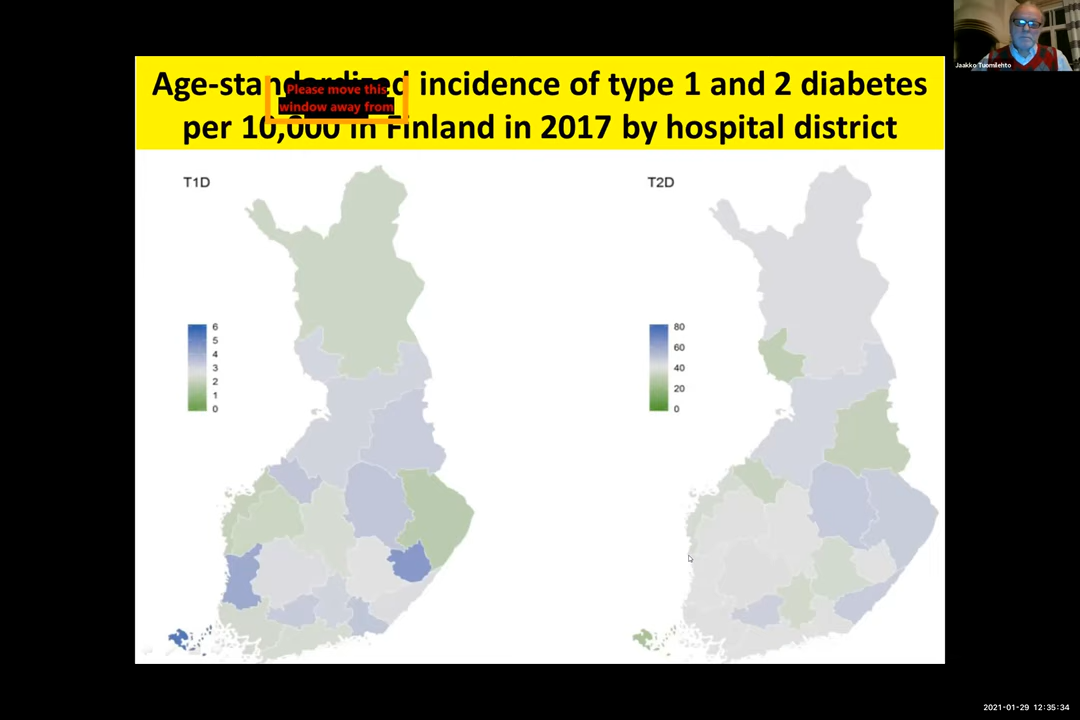 Jaakko Tuomilehto
Age-standardized incidence of type 1 and 2 diabetes
Please move this
window away from
per 10,000 in Finland in 2017 by hospital district
T1D
T2D
6
5
4
3
2
1
0
80
60
40
20
0
2021-01-29 12:35:34